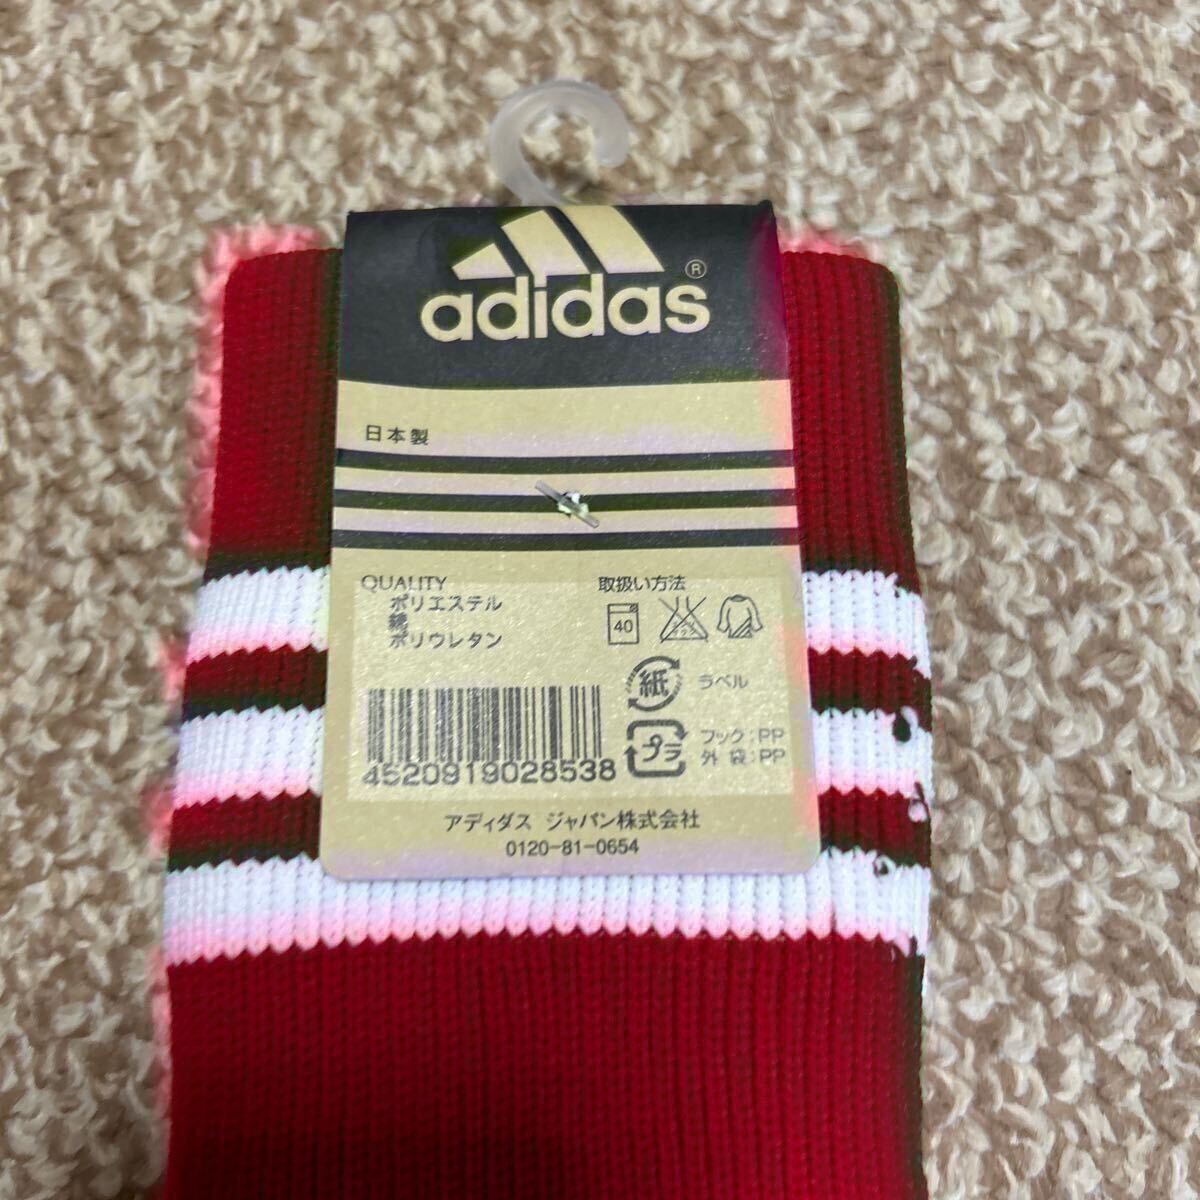 adidas®
日本製
QUALITY
ポリエステル
綿
ポリウレタン
取扱い方法
40
紙
ラベル
プラ
フック:PP
外袋:PP
4520919028538
アディダス ジャパン株式会社
0120-81-0654